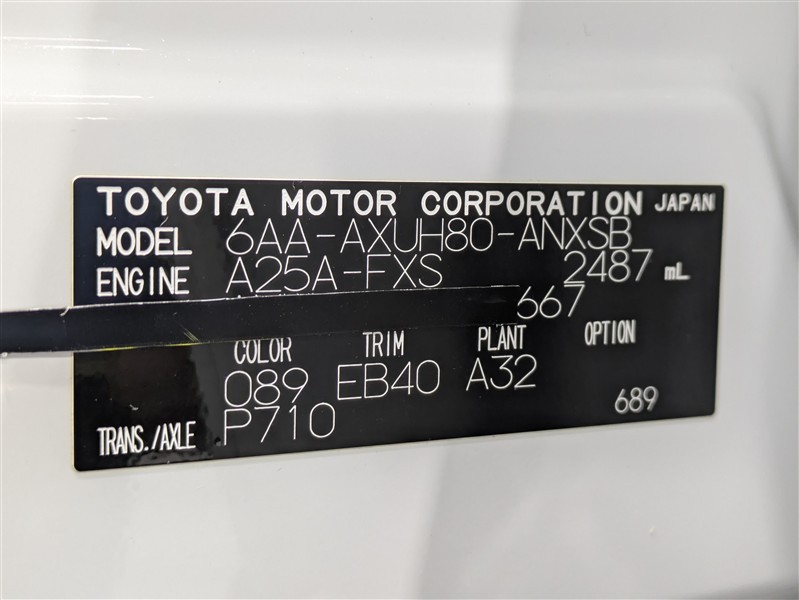 TOYOTA MOTOR CORPORATION JAPAN
MODEL 6AA-AXUH80-ANXSB
ENGINE A25A-FXS 2487 mL
667
COLOR TRIM PLANT OPTION
089 EB40 A32
TRANS./AXLE P710 689